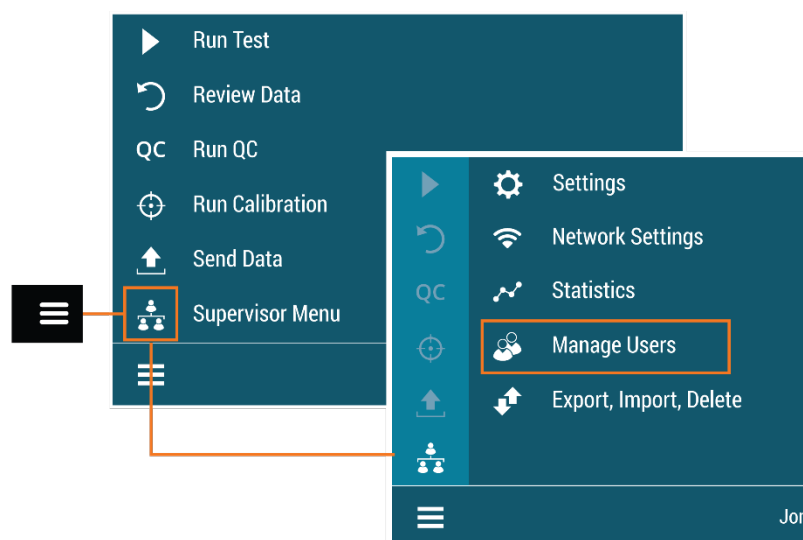 Run Test
Review Data
QC Run QC
Run Calibration
Send Data
Supervisor Menu
Settings
Network Settings
QC Statistics
Manage Users
Export, Import, Delete
Jor